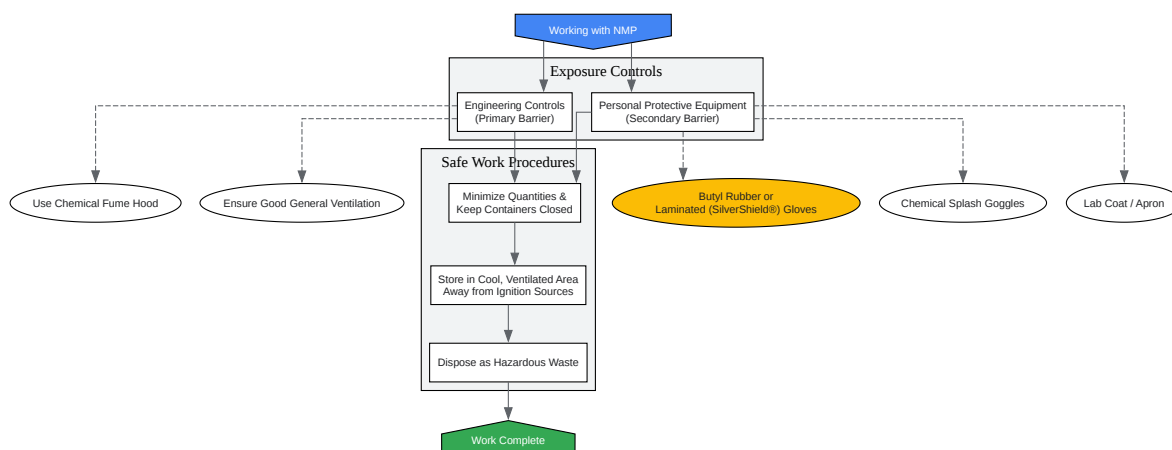 Working with NMP
Exposure Controls
Engineering Controls
(Primary Barrier)
Personal Protective Equipment
(Secondary Barrier)
Safe Work Procedures
Use Chemical Fume Hood
Ensure Good General Ventilation
Minimize Quantities &
Keep Containers Closed
Butyl Rubber or
Laminated (SilverShield®) Gloves
Chemical Splash Goggles
Lab Coat / Apron
Store in Cool, Ventilated Area
Away from Ignition Sources
Dispose as Hazardous Waste
Work Complete